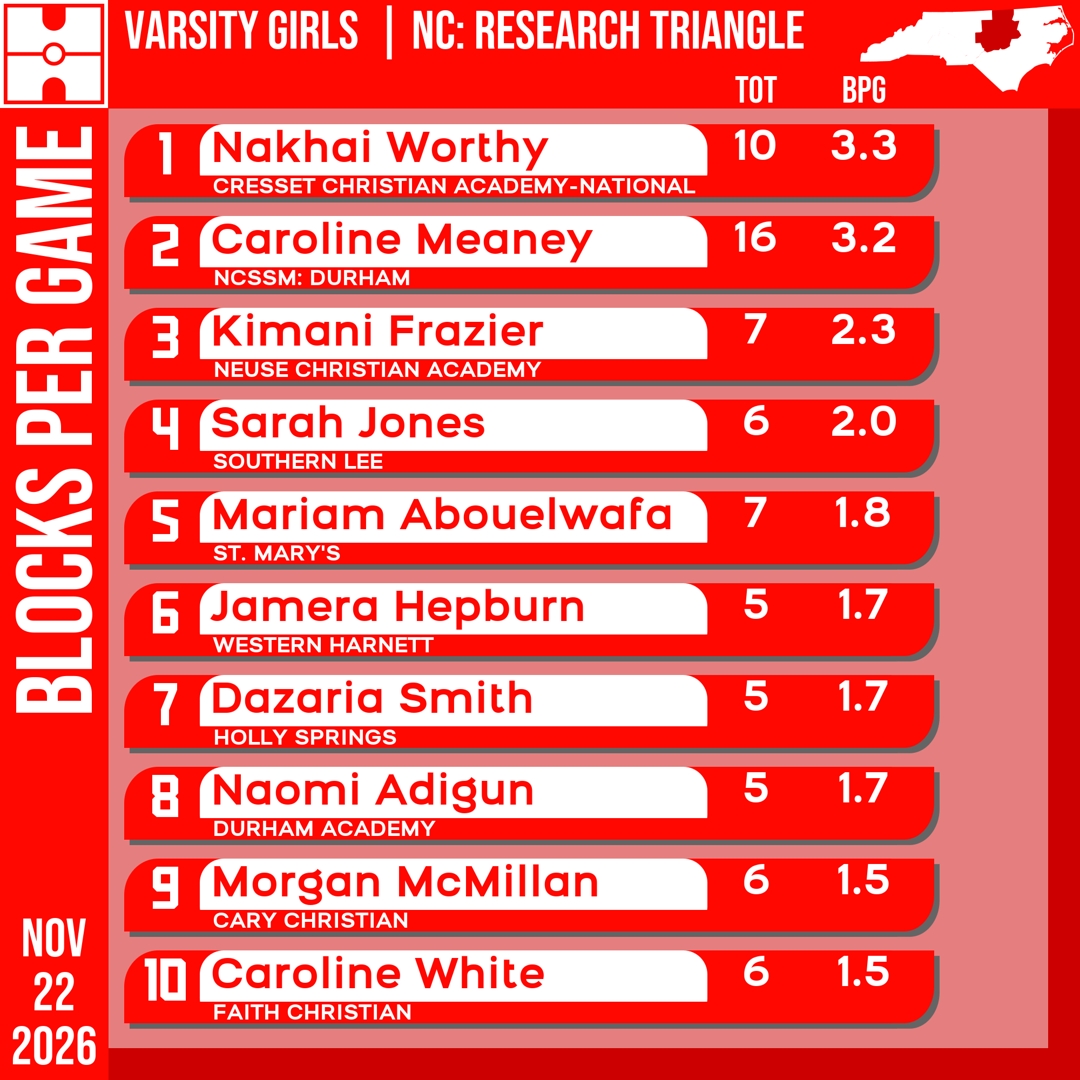 VARSITY GIRLS | NC: RESEARCH TRIANGLE
TOT BPG
BLOCKS PER GAME
1 Nakhai Worthy 10 3.3
CRESSET CHRISTIAN ACADEMY-NATIONAL
2 Caroline Meaney 16 3.2
NCSSM: DURHAM
3 Kimani Frazier 7 2.3
NEUSE CHRISTIAN ACADEMY
4 Sarah Jones 6 2.0
SOUTHERN LEE
5 Mariam Abouelwafa 7 1.8
ST. MARY'S
6 Jamera Hepburn 5 1.7
WESTERN HARNETT
7 Dazaria Smith 5 1.7
HOLLY SPRINGS
8 Naomi Adigun 5 1.7
DURHAM ACADEMY
9 Morgan McMillan 6 1.5
CARY CHRISTIAN
10 Caroline White 6 1.5
FAITH CHRISTIAN
NOV
22
2026